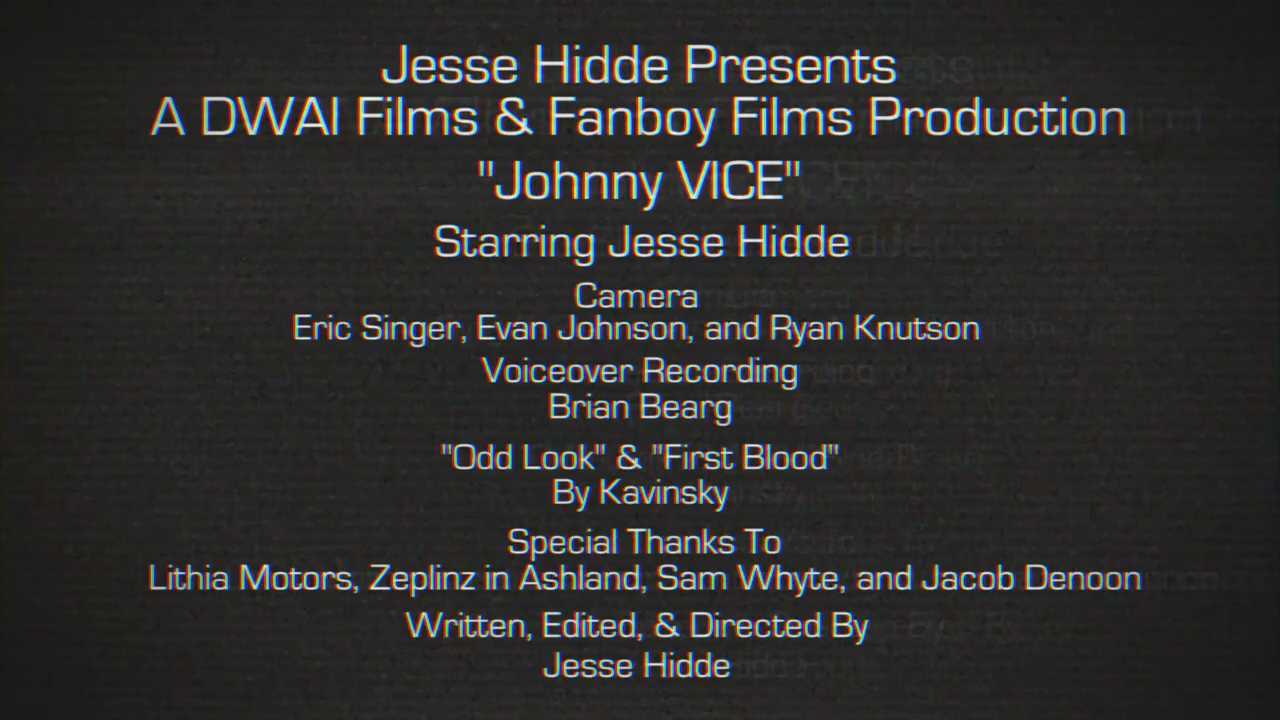 Jesse Hidde Presents
A DWAI Films & Fanboy Films Production
"Johnny VICE"
Starring Jesse Hidde
Camera
Eric Singer, Evan Johnson, and Ryan Knutson
Voiceover Recording
Brian Bearg
"Odd Look" & "First Blood"
By Kavinsky
Special Thanks To
Lithia Motors, Zeplinz in Ashland, Sam Whyte, and Jacob Denoon
Written, Edited, & Directed By
Jesse Hidde